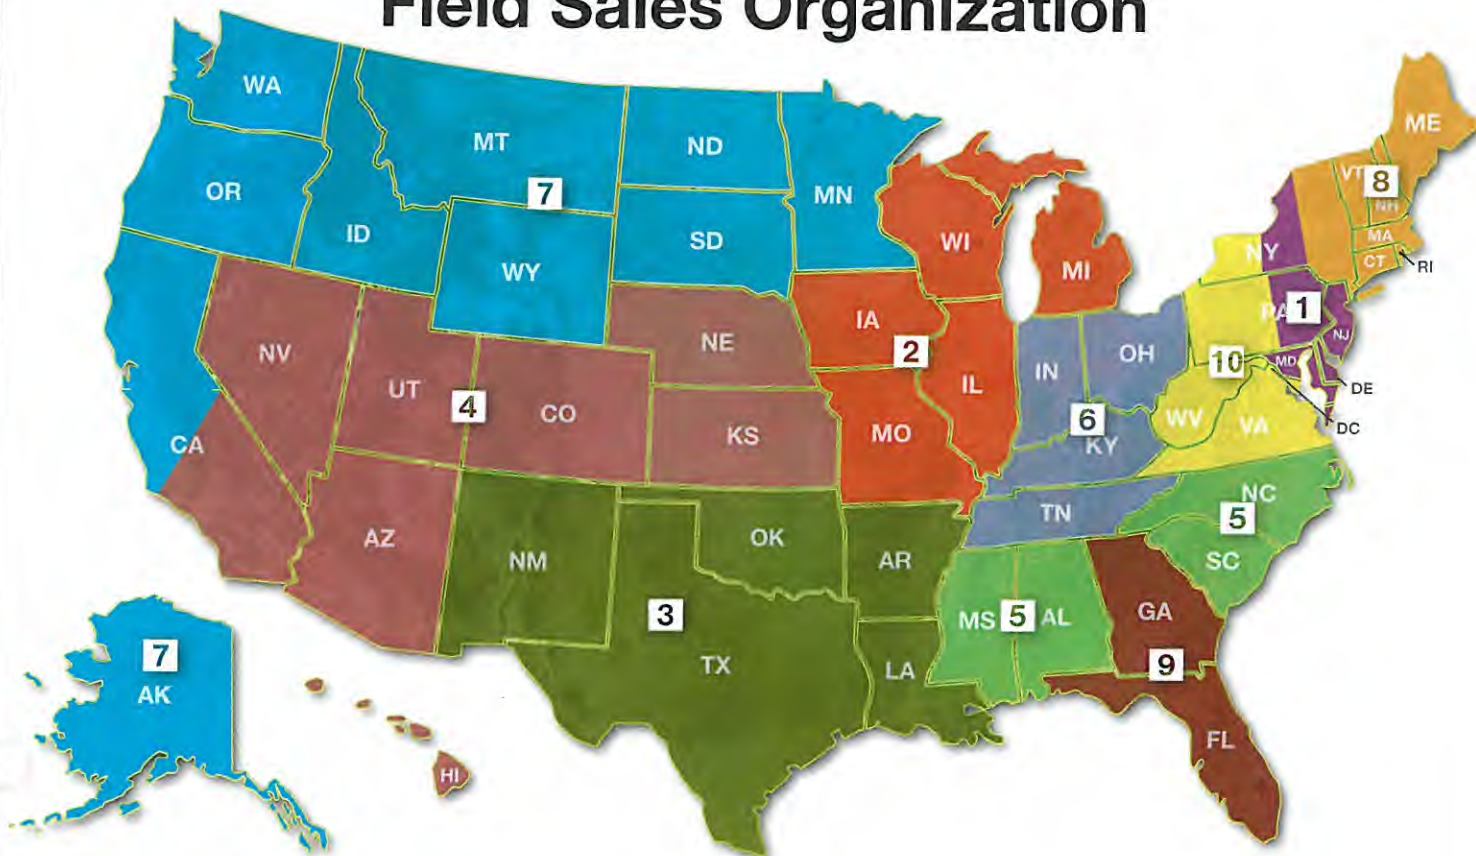 Field Sales Organization
WA
MT
ND
MN
ME
OR
ID
7
SD
WY
WI
MI
VT
8
NH
MA
CT
RI
NY
NV
UT
4
CO
NE
KS
IA
2
IL
MO
IN
OH
6
KY
PA
1
NJ
10
MD
DE
DC
WV
VA
CA
AZ
NM
OK
3
TX
AR
LA
TN
NC
5
SC
MS
5
AL
GA
9
FL
7
AK
HI